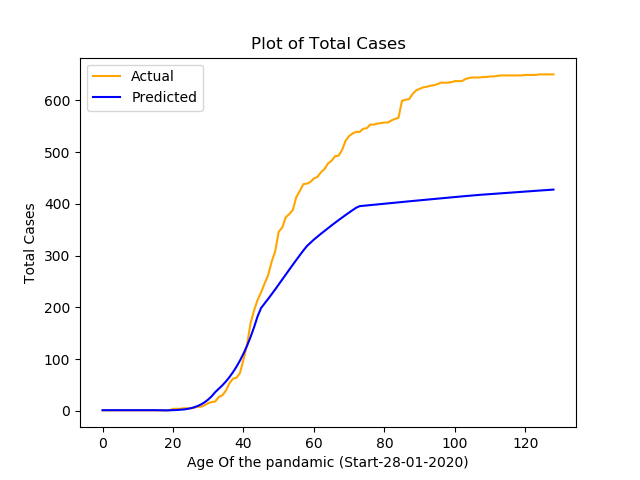 Plot of Total Cases
Actual
Predicted
600
500
400
300
200
100
0
Total Cases
0 20 40 60 80 100 120
Age Of the pandamic (Start-28-01-2020)